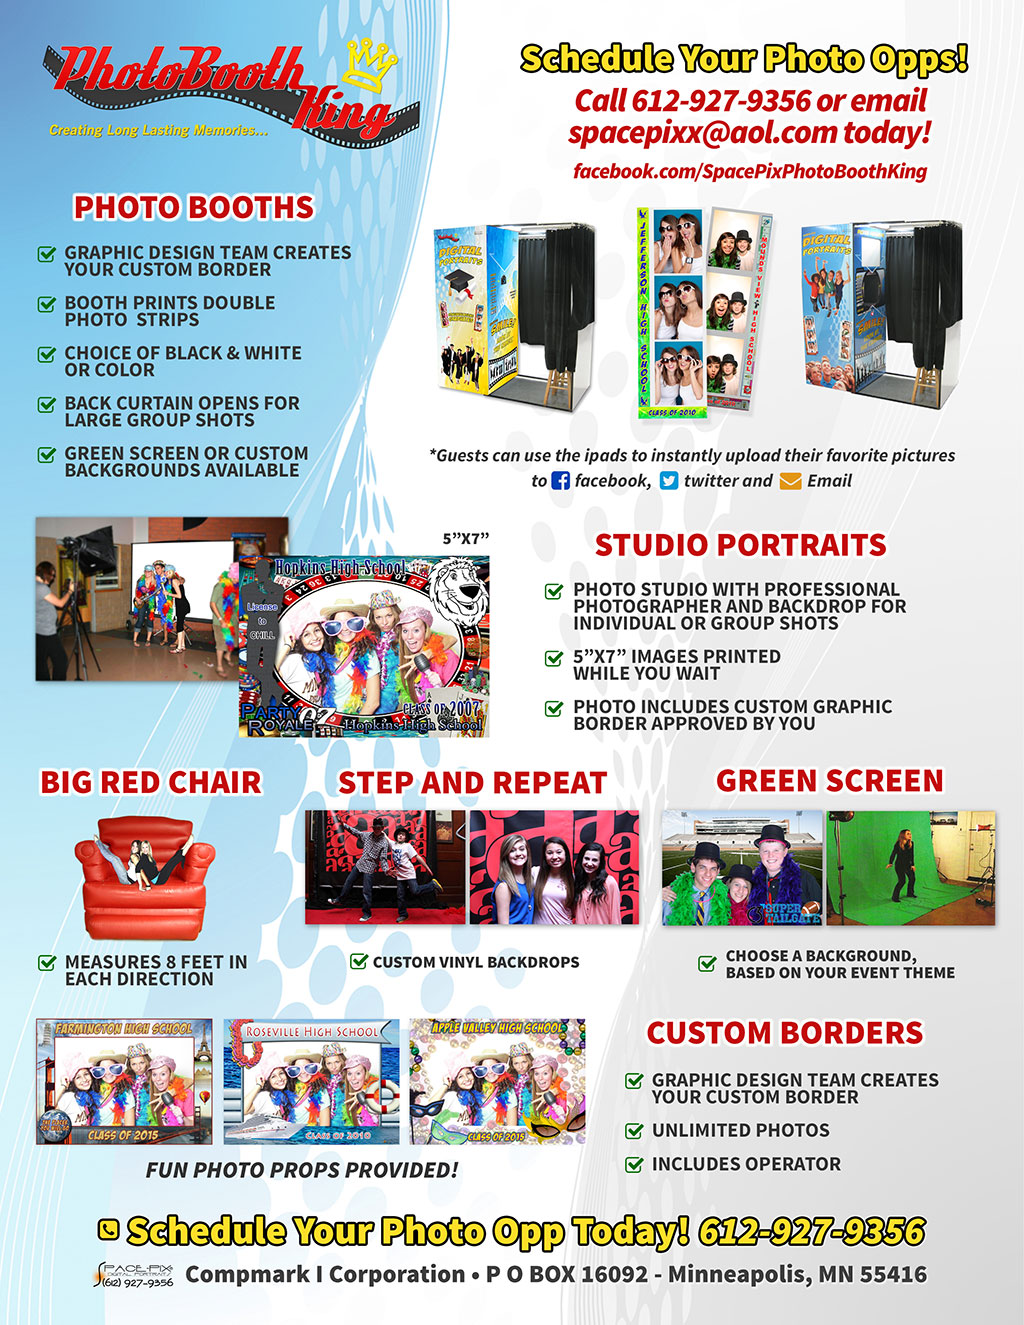 PhotoBooth
King
Creating Long Lasting Memories...
Schedule Your Photo Opps!
Call 612-927-9356 or email
spacepixx@aol.com today!
facebook.com/SpacePixPhotoBoothKing
PHOTO BOOTHS
GRAPHIC DESIGN TEAM CREATES
YOUR CUSTOM BORDER
BOOTH PRINTS DOUBLE
PHOTO STRIPS
CHOICE OF BLACK & WHITE
OR COLOR
BACK CURTAIN OPENS FOR
LARGE GROUP SHOTS
GREEN SCREEN OR CUSTOM
BACKGROUNDS AVAILABLE
DIGITAL
PORTRAITS
SMILE!
JEFFERSON HIGH SCHOOL
CLASS OF 2010
MOUNDS VIEW HIGH SCHOOL
DIGITAL
PORTRAITS
SMILE!
*Guests can use the ipads to instantly upload their favorite pictures
to facebook, twitter and Email
5”X7”
Hopkins High School
License
to
CHILL
PARTY
ROYALE
CLASS OF 2007
Hopkins High School
STUDIO PORTRAITS
PHOTO STUDIO WITH PROFESSIONAL
PHOTOGRAPHER AND BACKDROP FOR
INDIVIDUAL OR GROUP SHOTS
5”X7” IMAGES PRINTED
WHILE YOU WAIT
PHOTO INCLUDES CUSTOM GRAPHIC
BORDER APPROVED BY YOU
BIG RED CHAIR
MEASURES 8 FEET IN
EACH DIRECTION
STEP AND REPEAT
CUSTOM VINYL BACKDROPS
GREEN SCREEN
SUPER
TAILGATE
CHOOSE A BACKGROUND,
BASED ON YOUR EVENT THEME
FARMINGTON HIGH SCHOOL
CLASS OF 2015
ROSEVILLE HIGH SCHOOL
CLASS OF 2010
APPLE VALLEY HIGH SCHOOL
CLASS OF 2015
FUN PHOTO PROPS PROVIDED!
CUSTOM BORDERS
GRAPHIC DESIGN TEAM CREATES
YOUR CUSTOM BORDER
UNLIMITED PHOTOS
INCLUDES OPERATOR
Schedule Your Photo Opp Today! 612-927-9356
SPACE-PIX
DIGITAL PORTRAITS
(612) 927-9356
Compmark I Corporation • P O BOX 16092 - Minneapolis, MN 55416